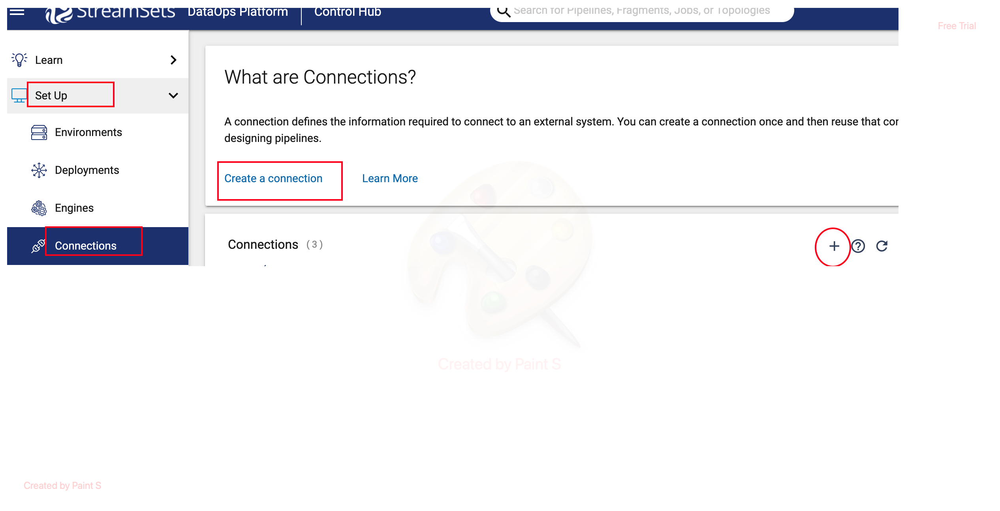 StreamSets DataOps Platform Control Hub
Search for Pipelines, Fragments, Jobs, or Topologies
Free Trial
Learn
Set Up
Environments
Deployments
Engines
Connections
What are Connections?
A connection defines the information required to connect to an external system. You can create a connection once and then reuse that cor
designing pipelines.
Create a connection Learn More
Connections (3)
Created by Paint S
Created by Paint S